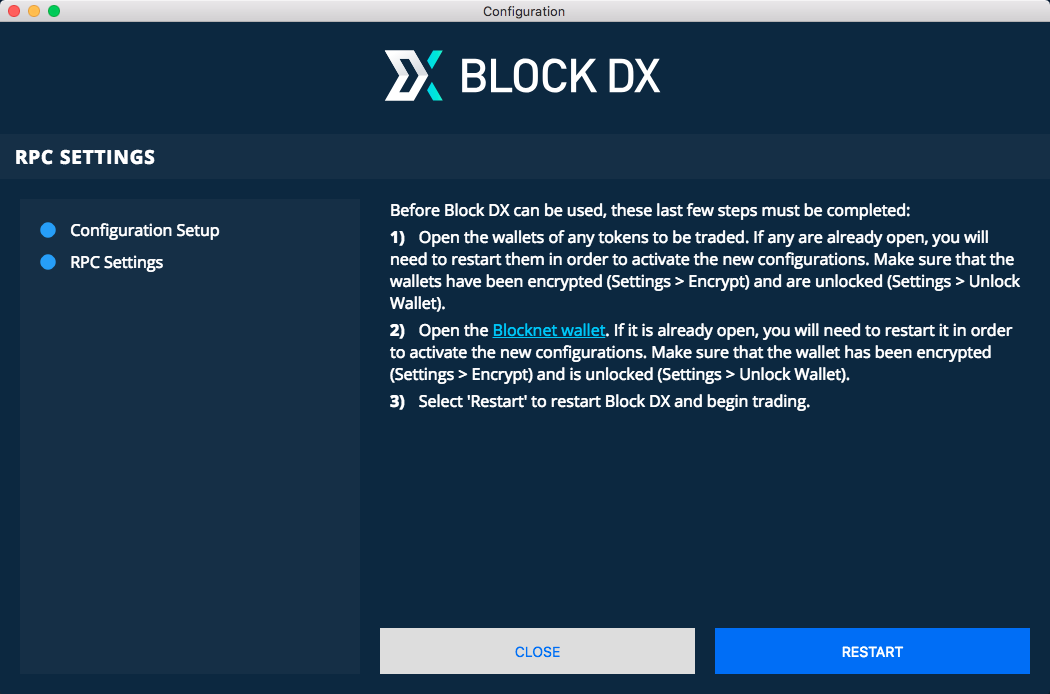 Configuration
BLOCK DX
RPC SETTINGS
Configuration Setup
RPC Settings
Before Block DX can be used, these last few steps must be completed:
1) Open the wallets of any tokens to be traded. If any are already open, you will
need to restart them in order to activate the new configurations. Make sure that the
wallets have been encrypted (Settings > Encrypt) and are unlocked (Settings > Unlock
Wallet).
2) Open the Blocknet wallet. If it is already open, you will need to restart it in order
to activate the new configurations. Make sure that the wallet has been encrypted
(Settings > Encrypt) and is unlocked (Settings > Unlock Wallet).
3) Select 'Restart' to restart Block DX and begin trading.
CLOSE
RESTART